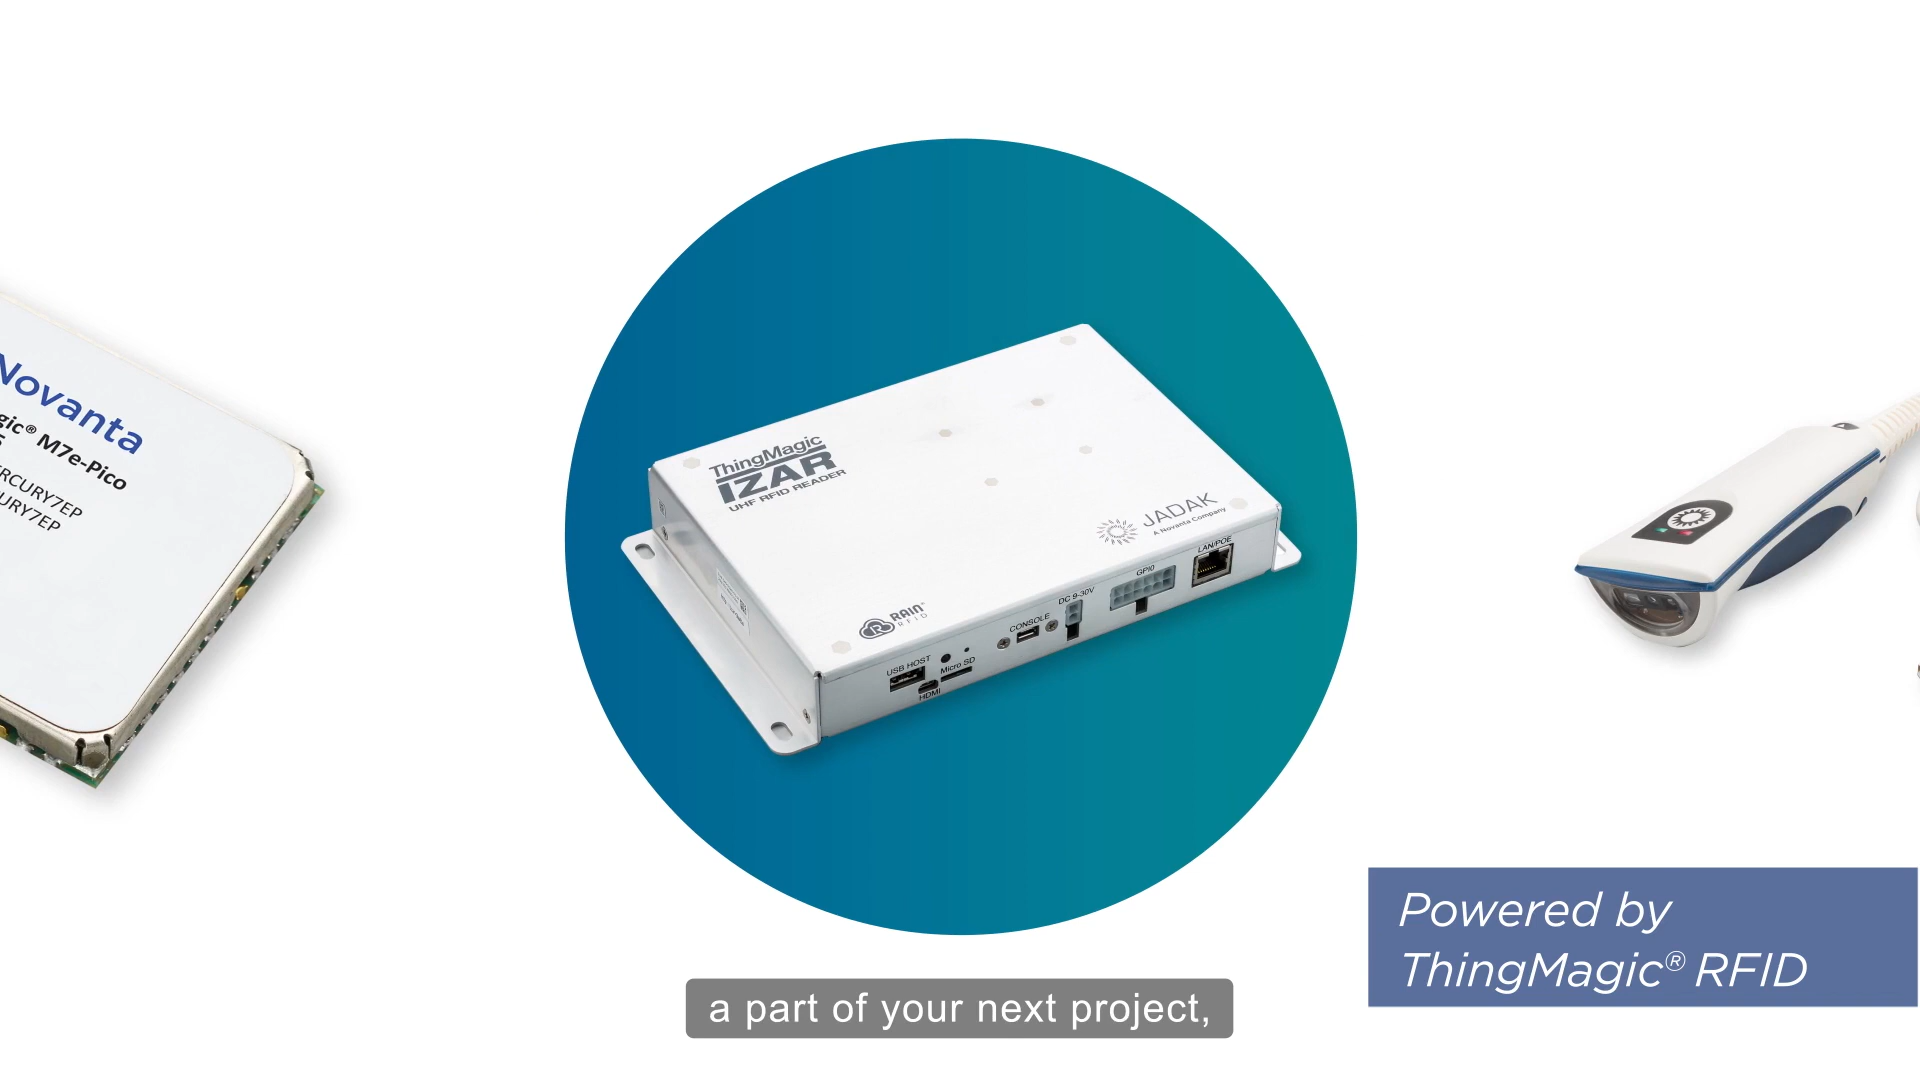 Novanta
gic® M7e-Pico
RCURY7EP
URY7EP
ThingMagic
IZAR
UHF RFID READER
JADAK
A Novanta Company
RAIN®
RFID
USB HOST
HDMI
Micro SD
CONSOLE
DC 9-30V
GPIO
LAN/POE
Powered by
ThingMagic® RFID
a part of your next project,